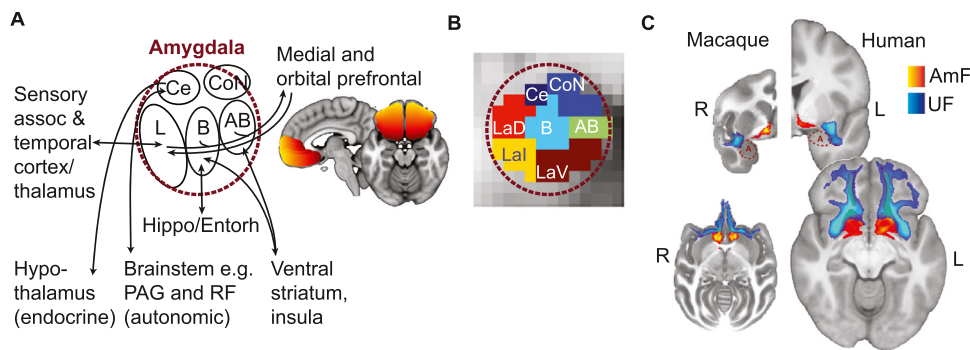 A
Amygdala
Ce
CoN
L
B
AB
Sensory
assoc &
temporal
cortex/
thalamus
Medial and
orbital prefrontal
Hippo/Entorh
Hypo-
thalamus
(endocrine)
Brainstem e.g.
PAG and RF
(autonomic)
Ventral
striatum,
insula
B
CoN
Ce
LaD
B
AB
LaI
LaV
C
Macaque
Human
AmF
UF
R
L
A
A
R
L